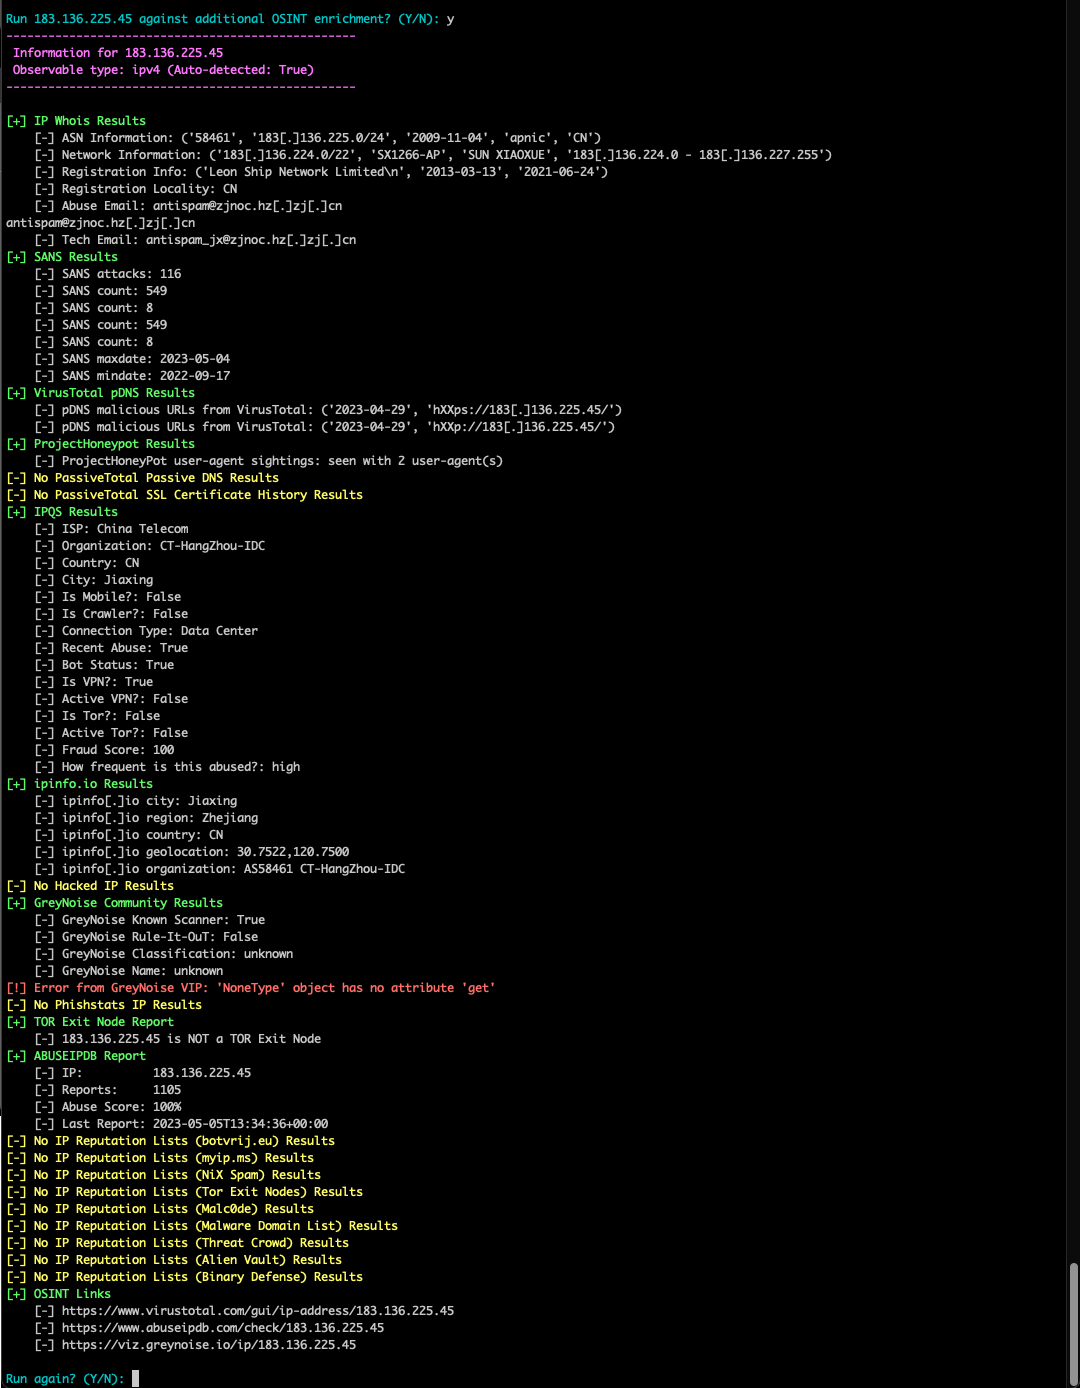 Run 183.136.225.45 against additional OSINT enrichment? (Y/N): y
--------------------------------------------------
Information for 183.136.225.45
Observable type: ipv4 (Auto-detected: True)
--------------------------------------------------
[+] IP Whois Results
[-] ASN Information: ('58461', '183[.]136.225.0/24', '2009-11-04', 'apnic', 'CN')
[-] Network Information: ('183[.]136.224.0/22', 'SX1266-AP', 'SUN XIAOXUE', '183[.]136.224.0 - 183[.]136.227.255')
[-] Registration Info: ('Leon Ship Network Limited\n', '2013-03-13', '2021-06-24')
[-] Registration Locality: CN
[-] Abuse Email: antispam@zjnoc.hz[.]zj[.]cn
antispam@zjnoc.hz[.]zj[.]cn
[-] Tech Email: antispam_jx@zjnoc.hz[.]zj[.]cn
[+] SANS Results
[-] SANS attacks: 116
[-] SANS count: 549
[-] SANS count: 8
[-] SANS count: 549
[-] SANS count: 8
[-] SANS maxdate: 2023-05-04
[-] SANS mindate: 2022-09-17
[+] VirusTotal pDNS Results
[-] pDNS malicious URLs from VirusTotal: ('2023-04-29', 'hXXps://183[.]136.225.45/')
[-] pDNS malicious URLs from VirusTotal: ('2023-04-29', 'hXXp://183[.]136.225.45/')
[+] ProjectHoneypot Results
[-] ProjectHoneyPot user-agent sightings: seen with 2 user-agent(s)
[-] No PassiveTotal Passive DNS Results
[-] No PassiveTotal SSL Certificate History Results
[+] IPQS Results
[-] ISP: China Telecom
[-] Organization: CT-HangZhou-IDC
[-] Country: CN
[-] City: Jiaxing
[-] Is Mobile?: False
[-] Is Crawler?: False
[-] Connection Type: Data Center
[-] Recent Abuse: True
[-] Bot Status: True
[-] Is VPN?: True
[-] Active VPN?: False
[-] Is Tor?: False
[-] Active Tor?: False
[-] Fraud Score: 100
[-] How frequent is this abused?: high
[+] ipinfo.io Results
[-] ipinfo[.]io city: Jiaxing
[-] ipinfo[.]io region: Zhejiang
[-] ipinfo[.]io country: CN
[-] ipinfo[.]io geolocation: 30.7522,120.7500
[-] ipinfo[.]io organization: AS58461 CT-HangZhou-IDC
[-] No Hacked IP Results
[+] GreyNoise Community Results
[-] GreyNoise Known Scanner: True
[-] GreyNoise Rule-It-OuT: False
[-] GreyNoise Classification: unknown
[-] GreyNoise Name: unknown
[!] Error from GreyNoise VIP: 'NoneType' object has no attribute 'get'
[-] No Phishstats IP Results
[+] TOR Exit Node Report
[-] 183.136.225.45 is NOT a TOR Exit Node
[+] ABUSEIPDB Report
[-] IP: 183.136.225.45
[-] Reports: 1105
[-] Abuse Score: 100%
[-] Last Report: 2023-05-05T13:34:36+00:00
[-] No IP Reputation Lists (botvrij.eu) Results
[-] No IP Reputation Lists (myip.ms) Results
[-] No IP Reputation Lists (NiX Spam) Results
[-] No IP Reputation Lists (Tor Exit Nodes) Results
[-] No IP Reputation Lists (Malc0de) Results
[-] No IP Reputation Lists (Malware Domain List) Results
[-] No IP Reputation Lists (Threat Crowd) Results
[-] No IP Reputation Lists (Alien Vault) Results
[-] No IP Reputation Lists (Binary Defense) Results
[+] OSINT Links
[-] https://www.virustotal.com/gui/ip-address/183.136.225.45
[-] https://www.abuseipdb.com/check/183.136.225.45
[-] https://viz.greynoise.io/ip/183.136.225.45
Run again? (Y/N):